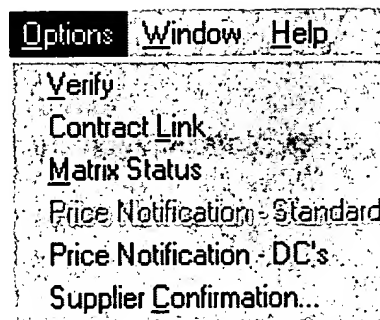 Options Window Help
Verify
Contract Link
Matrix Status
Price Notification - Standard
Price Notification - DC's
Supplier Confirmation...